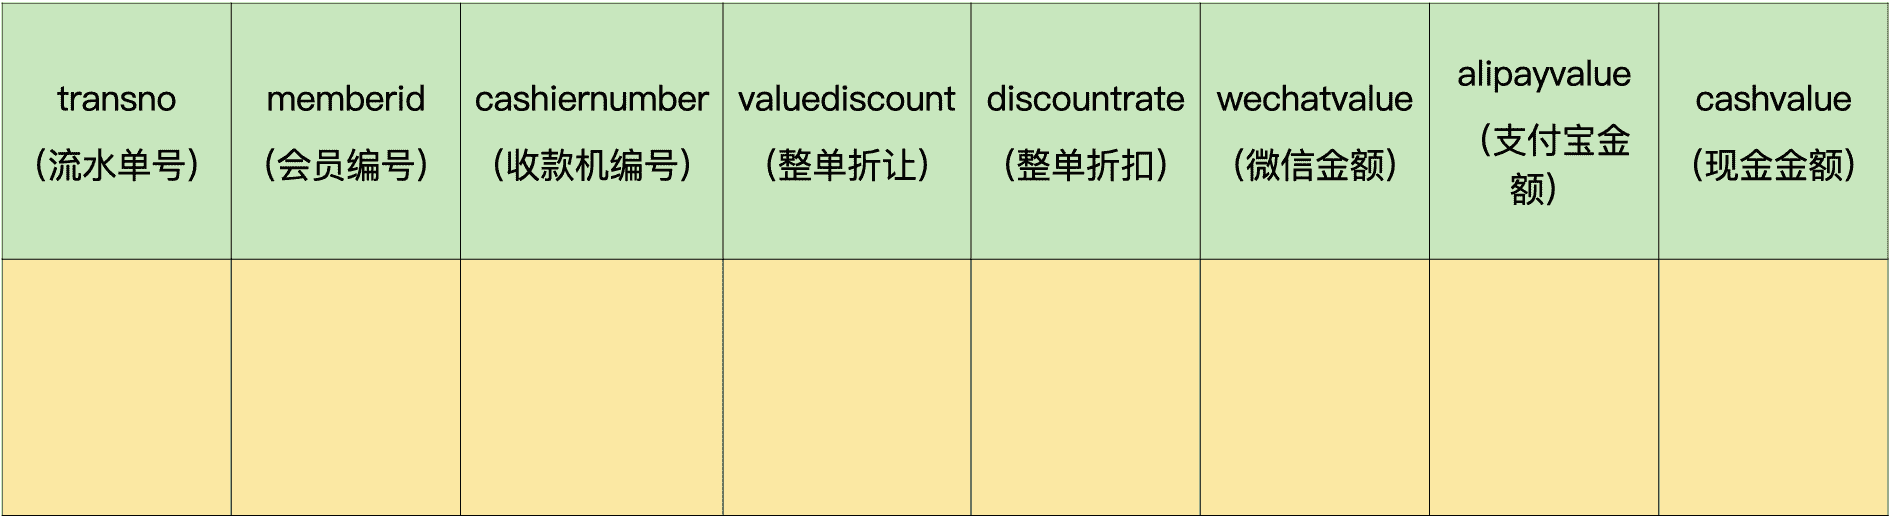 transno
（流水单号）
memberid
（会员编号）
cashiernumber
（收款机编号）
valuediscount
（整单折让）
discountrate
（整单折扣）
wechatvalue
（微信金额）
alipayvalue
（支付宝金
额）
cashvalue
（现金金额）